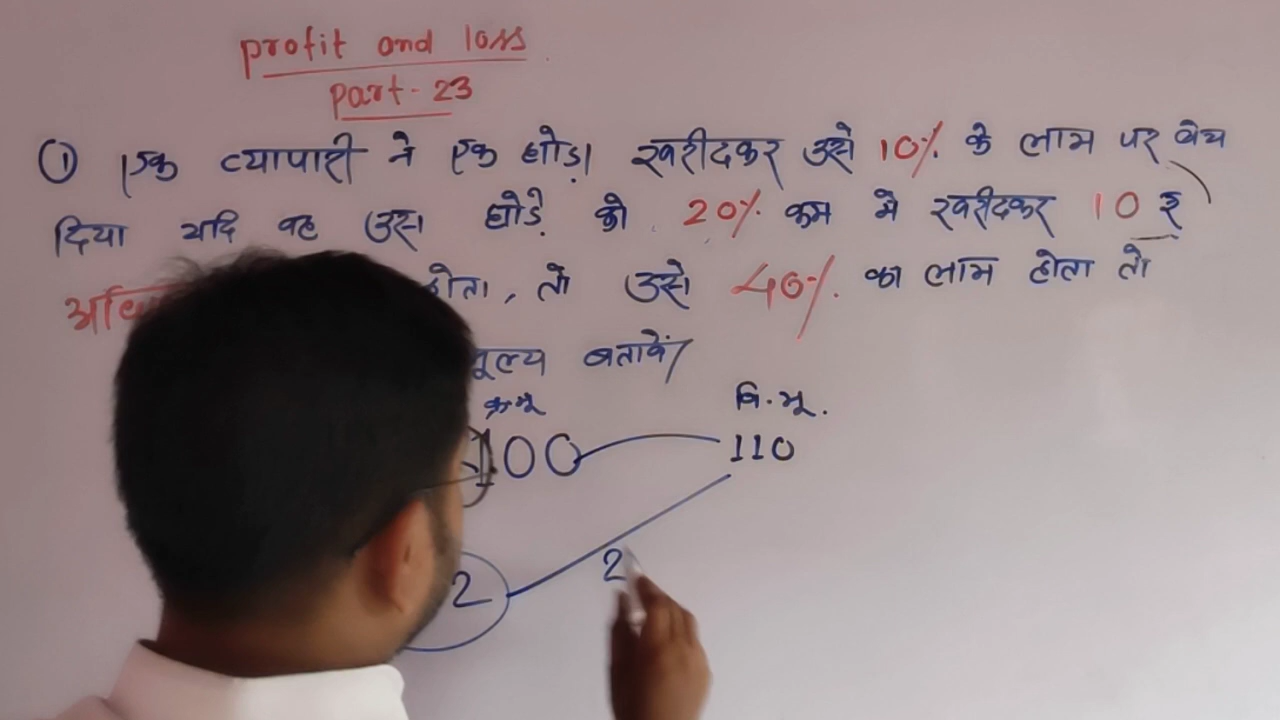 profit and loss
Part - 23
① एक व्यापारी ने एक घोड़ा खरीदकर उसे 10% के लाभ पर बेच
दिया यदि वह उस घोड़े को 20% कम मे खरीदकर 10 रु
होता, तो उसे 40% का लाभ होता तो
मूल्य बतावें/
क्र.मू वि.मू.
100 110
2
2